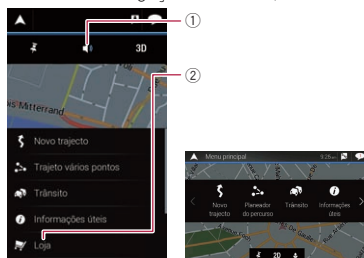 ①
②
3D
Mitterrand
Novo trajecto
Trajeto vários pontos
Trânsito
Informações úteis
Loja
Menu principal
Novo
trajecto
Planeador
do percurso
Trânsito
Informações
úteis
2D